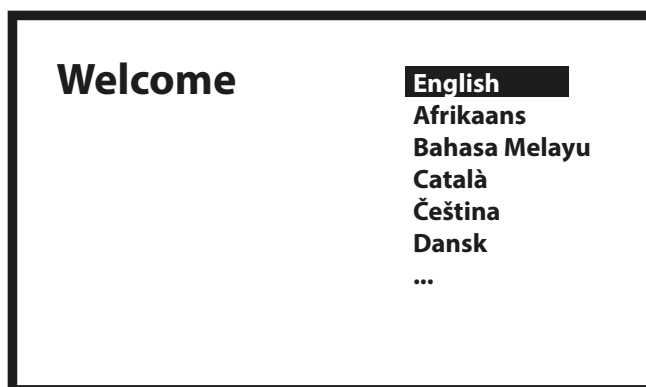 Welcome
English
Afrikaans
Bahasa Melayu
Català
Čeština
Dansk
...